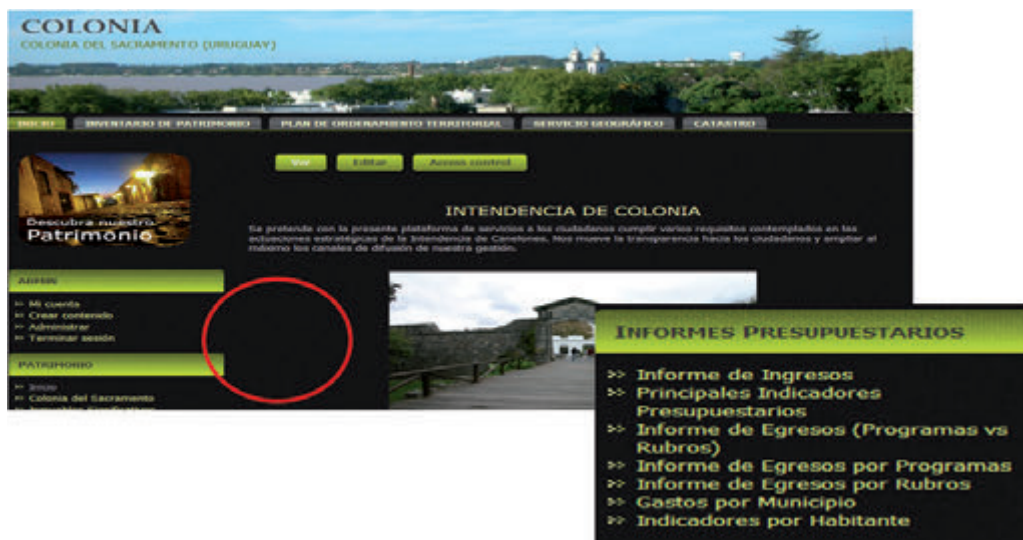 COLONIA
COLONIA DEL SACRAMENTO (URUGUAY)
INICIO INVENTARIO DE PATRIMONIO PLAN DE ORDENAMIENTO TERRITORIAL SERVICIO GEOGRÁFICO CATASTRO
Ver Editar Access control
Descubra nuestro
Patrimonio
INTENDENCIA DE COLONIA
Se pretende con la presente plataforma de servicios a los ciudadanos cumplir varios requisitos contemplados en las
actuaciones estratégicas de la Intendencia de Canelones, Nos mueve la transparencia hacia los ciudadanos y ampliar al
máximo los canales de difusión de nuestra gestión.
ADMIN
>> Mi cuenta
>> Crear contenido
>> Administrar
>> Terminar sesión
PATRIMONIO
>> Inicio
>> Colonia del Sacramento
>> Inmuebles Significativos
INFORMES PRESUPUESTARIOS
>> Informe de Ingresos
>> Principales Indicadores
Presupuestarios
>> Informe de Egresos (Programas vs
Rubros)
>> Informe de Egresos por Programas
>> Informe de Egresos por Rubros
>> Gastos por Municipio
>> Indicadores por Habitante